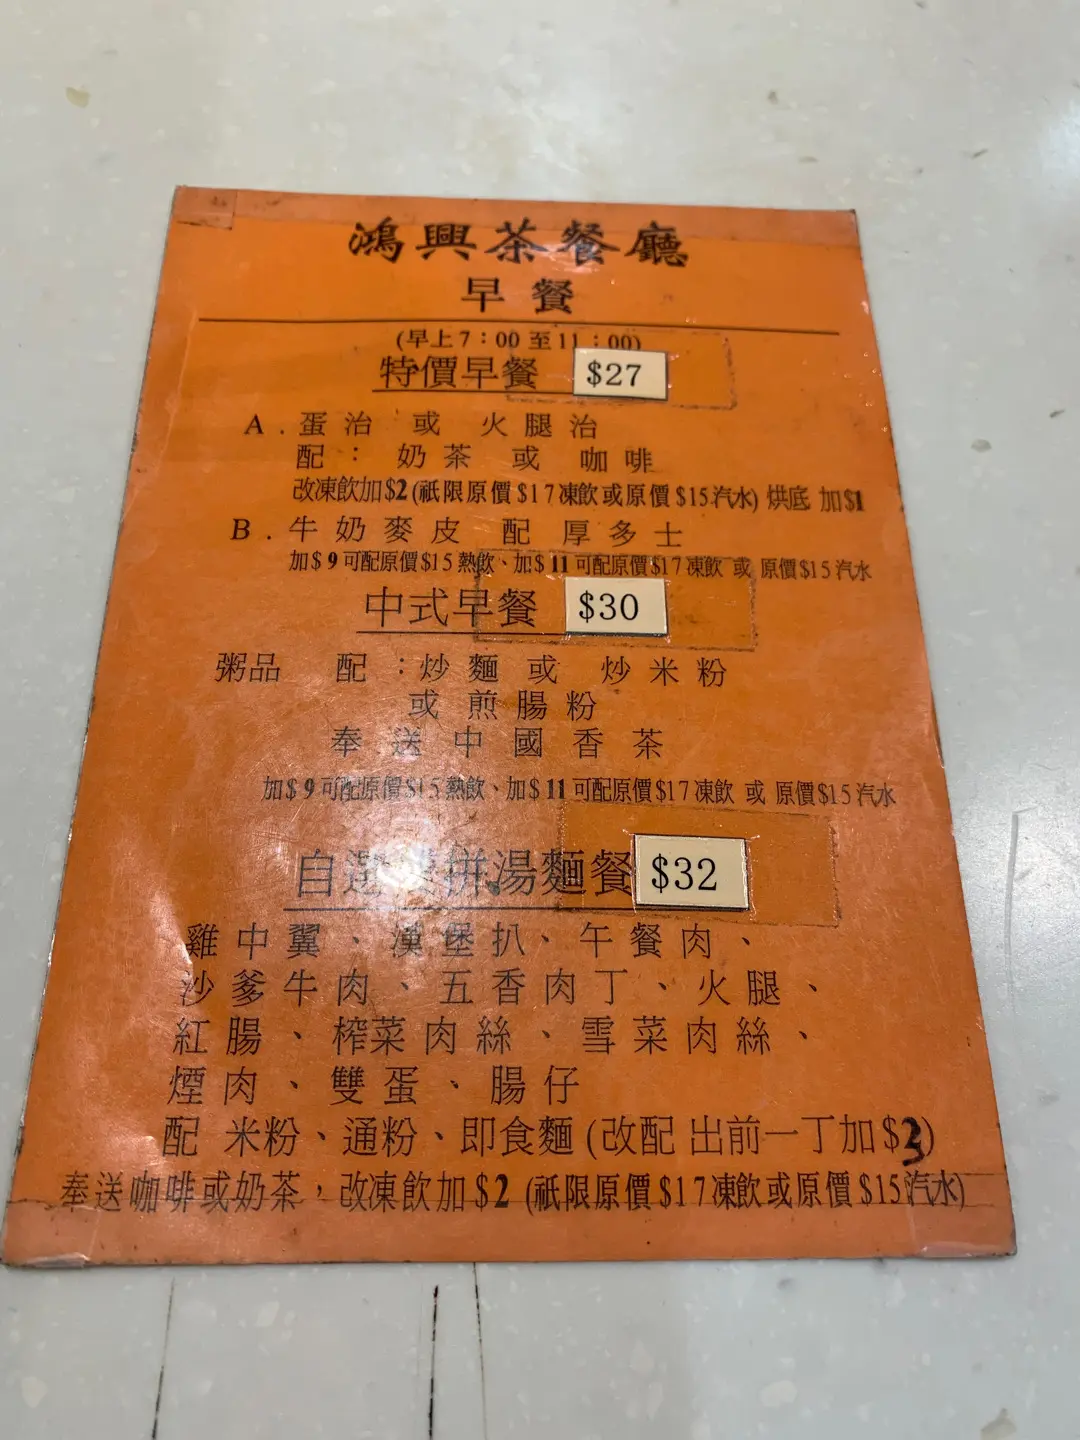 鴻興茶餐廳
早餐
(早上7:00至11:00)
特價早餐 $27
A.蛋治 或 火腿治
配: 奶茶 或 咖啡
改凍飲加$2(祇限原價$17凍飲或原價$15汽水) 烘底 加$1
B.牛奶麥皮 配 厚多士
加$9可配原價$15熱飲、加$11可配原價$17凍飲 或 原價$15汽水
中式早餐 $30
粥品 配:炒麵 或 炒米粉
或 煎腸粉
奉送中國香茶
加$9可配原價$15熱飲、加$11可配原價$17凍飲 或 原價$15汽水
自選雙拼湯麵餐 $32
雞中翼、漢堡扒、午餐肉、
沙爹牛肉、五香肉丁、火腿、
紅腸、榨菜肉絲、雪菜肉絲、
煙肉、雙蛋、腸仔
配 米粉、通粉、即食麵(改配 出前一丁加$3)
奉送咖啡或奶茶，改凍飲加$2 (祇限原價$17凍飲或原價$15汽水)